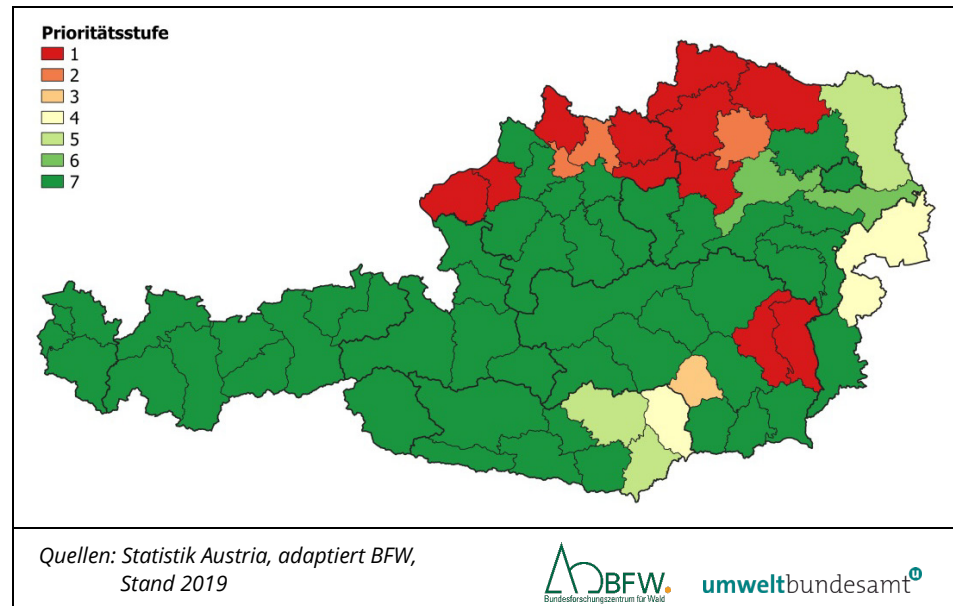 Prioritätsstufe
1
2
3
4
5
6
7
Quellen: Statistik Austria, adaptiert BFW,
Stand 2019
BFW.
Bundesforschungszentrum für Wald
umweltbundesamt
u